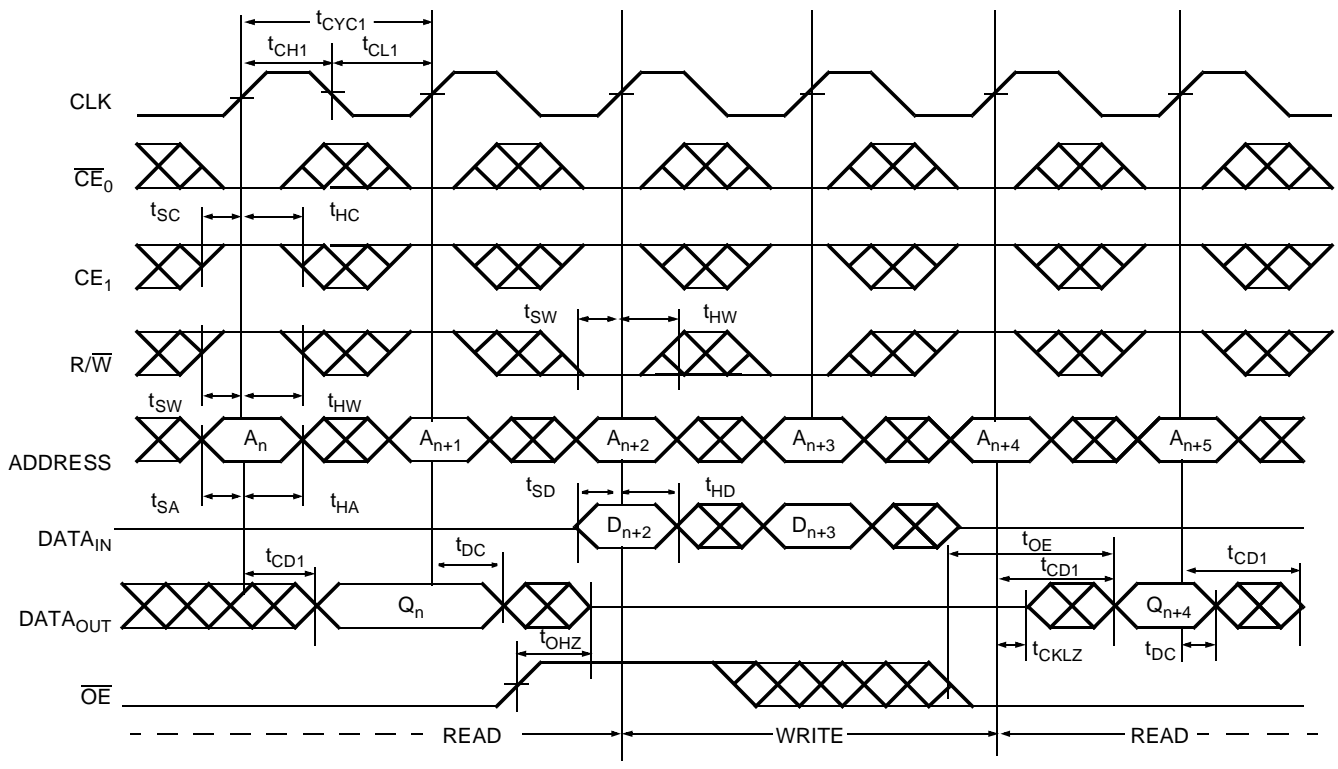 tCYC1
tCH1 tCL1
CLK
CE0
tSC tHC
CE1
tSW tHW
R/W
tSW tHW
ADDRESS An An+1 An+2 An+3 An+4 An+5
tSA tHA tSD tHD
DATAIN Dn+2 Dn+3
tOE
tCD1 tDC tCD1 tCD1
DATAOUT Qn Qn+4
tOHZ tCKLZ tDC
OE
READ WRITE READ